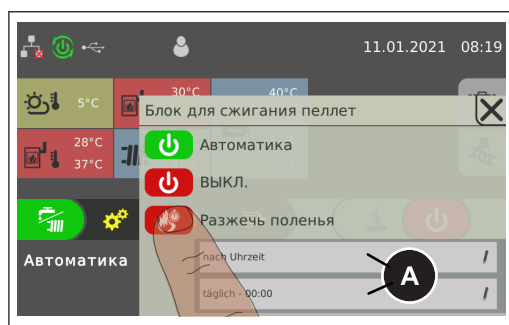 11.01.2021 08:19
5°C
30°C
40°C
Блок для сжигания пеллет
28°C
37°C
Автоматика
ВЫКЛ.
Разжечь поленья
Автоматика
nach Uhrzeit
täglich - 00:00
A